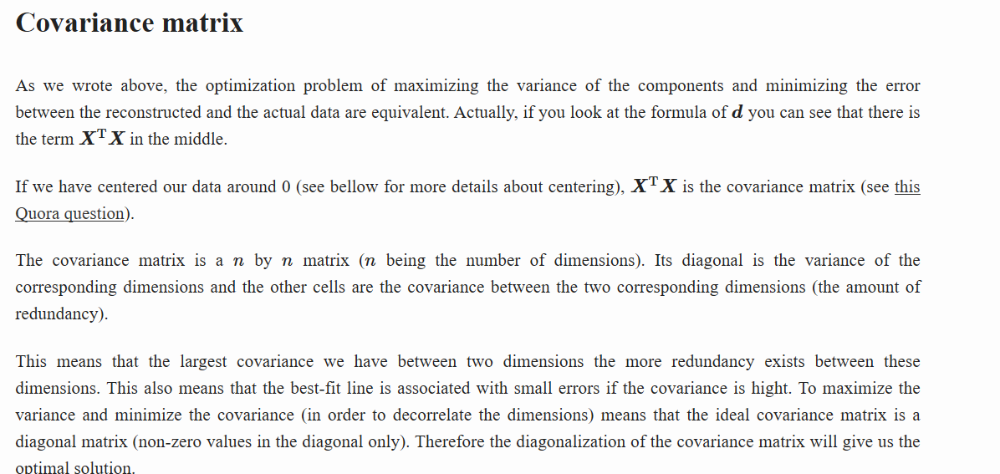 Covariance matrix
As we wrote above, the optimization problem of maximizing the variance of the components and minimizing the error
between the reconstructed and the actual data are equivalent. Actually, if you look at the formula of d you can see that there is
the term XᵀX in the middle.
If we have centered our data around 0 (see bellow for more details about centering), XᵀX is the covariance matrix (see this
Quora question).
The covariance matrix is a n by n matrix (n being the number of dimensions). Its diagonal is the variance of the
corresponding dimensions and the other cells are the covariance between the two corresponding dimensions (the amount of
redundancy).
This means that the largest covariance we have between two dimensions the more redundancy exists between these
dimensions. This also means that the best-fit line is associated with small errors if the covariance is hight. To maximize the
variance and minimize the covariance (in order to decorrelate the dimensions) means that the ideal covariance matrix is a
diagonal matrix (non-zero values in the diagonal only). Therefore the diagonalization of the covariance matrix will give us the
optimal solution.